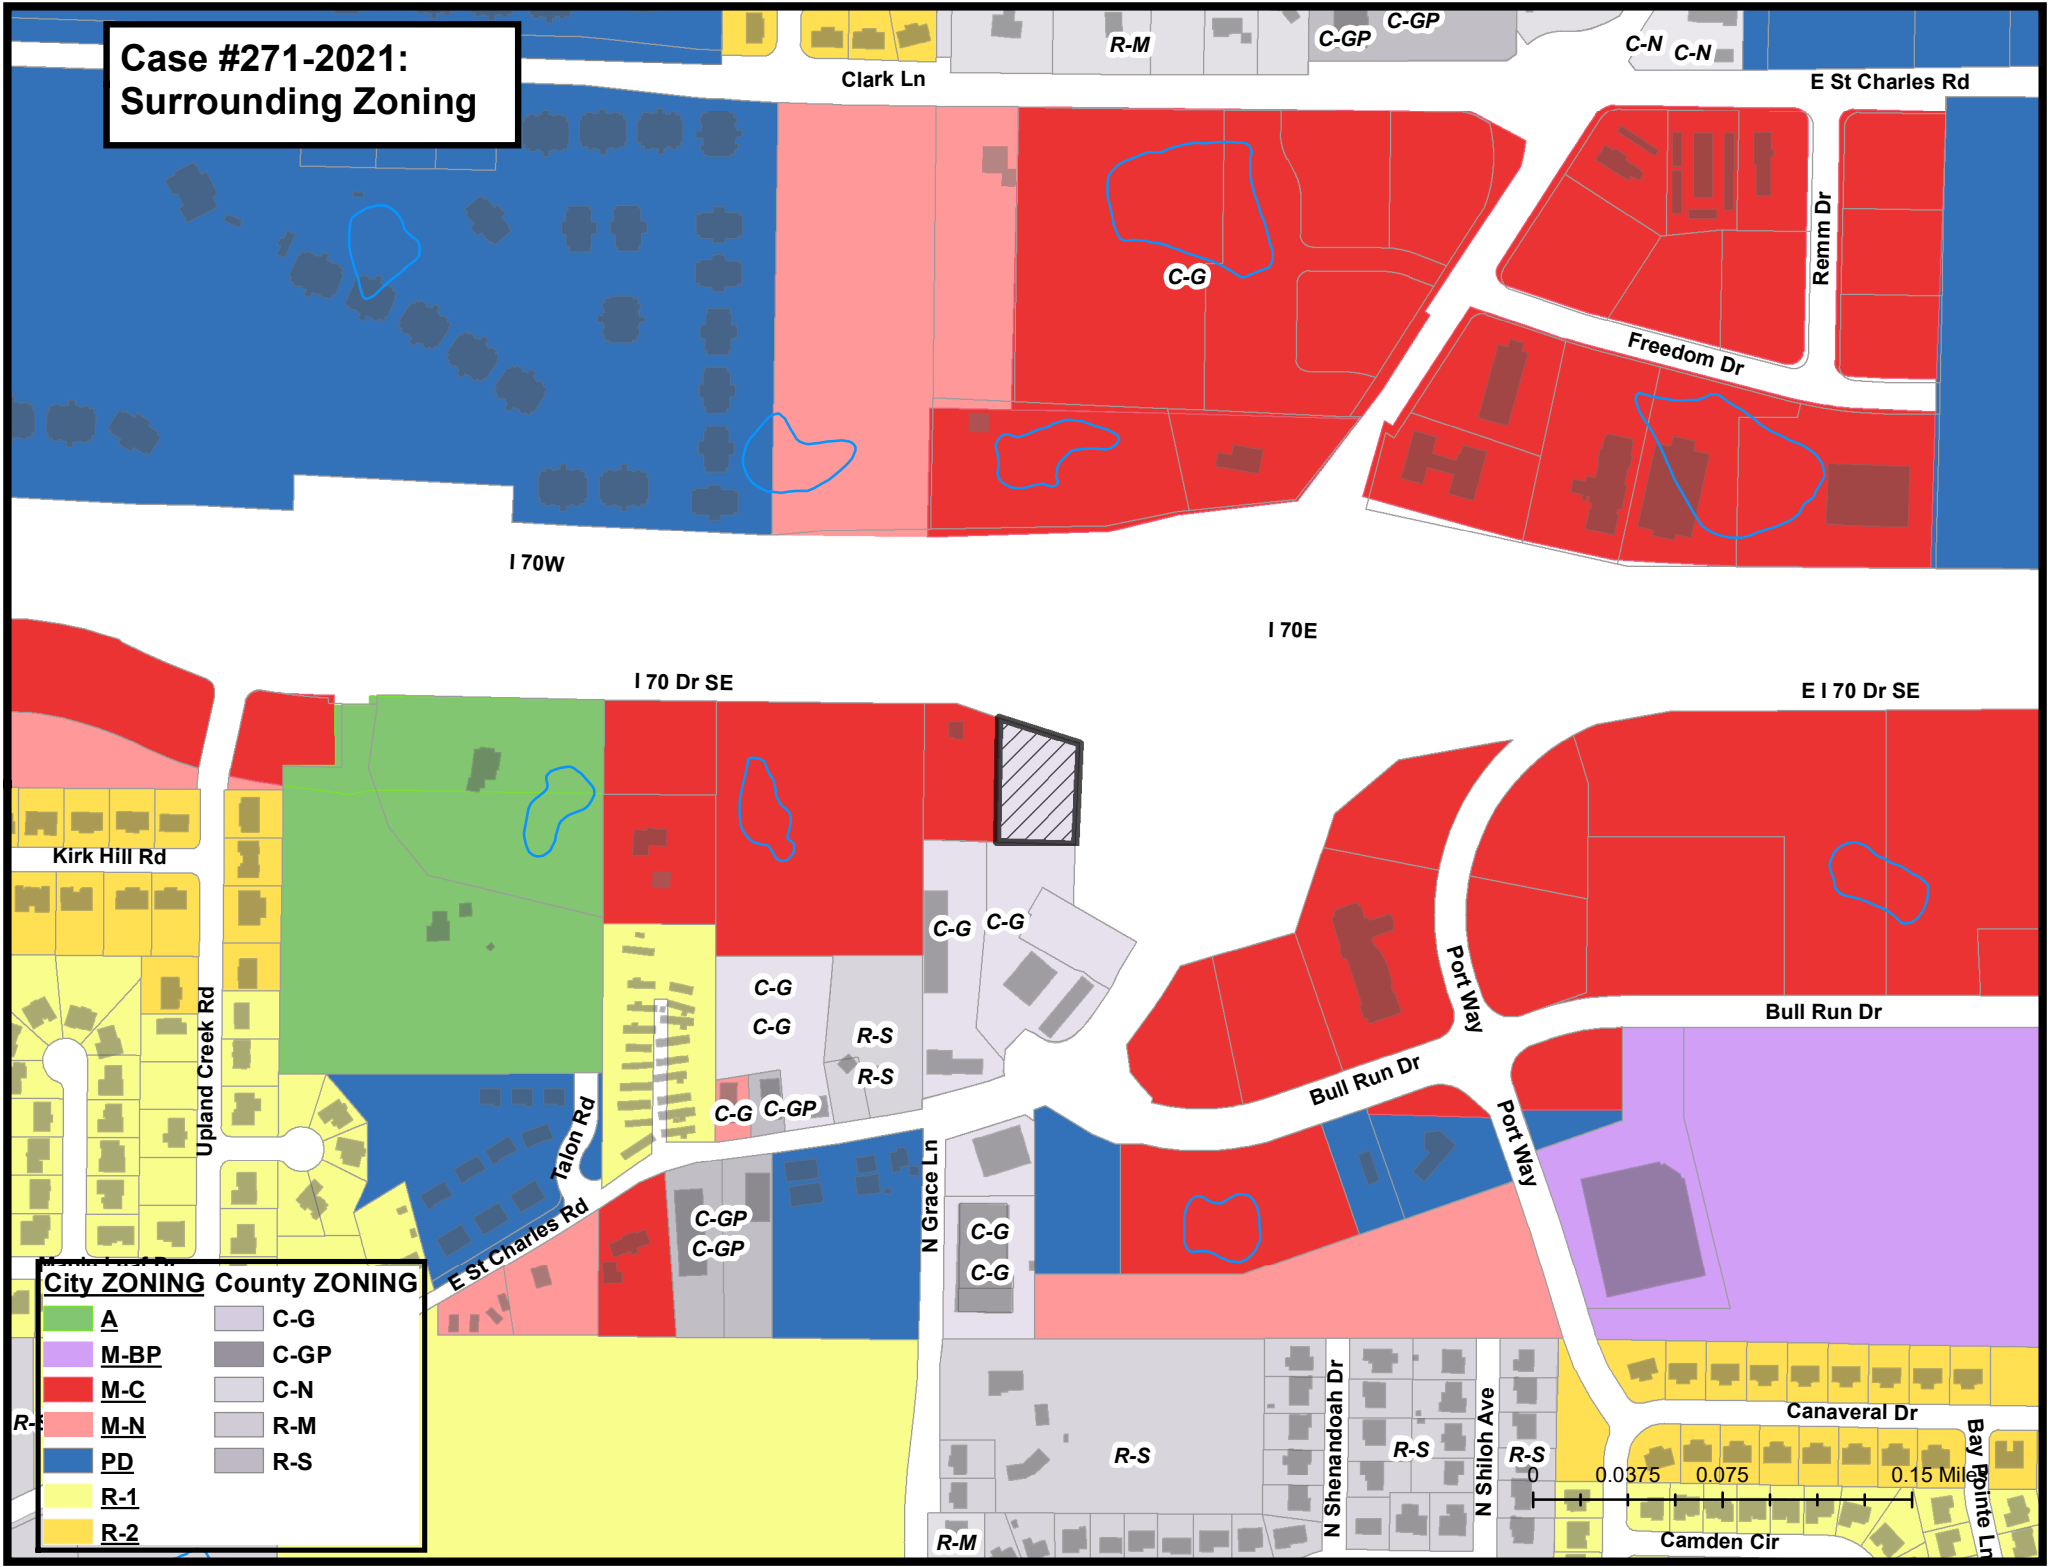 Case #271-2021:
Surrounding Zoning
C-GP
C-GP
R-M
C-N
C-N
Clark Ln
E St Charles Rd
Remm Dr
C-G
Freedom Dr
I 70W
I 70E
I 70 Dr SE
E I 70 Dr SE
Kirk Hill Rd
C-G
C-G
Port Way
C-G
C-G
R-S
R-S
Upland Creek Rd
Bull Run Dr
Bull Run Dr
C-G
C-GP
Talon Rd
Port Way
N Grace Ln
C-GP
C-GP
C-G
C-G
E St Charles Rd
City ZONING
A
M-BP
M-C
M-N
PD
R-1
R-2
County ZONING
C-G
C-GP
C-N
R-M
R-S
R-S
N Shenandoah Dr
R-S
N Shiloh Ave
R-S
Canaveral Dr
Bay Pointe Ln
0 0.0375 0.075 0.15 Miles
R-M
Camden Cir